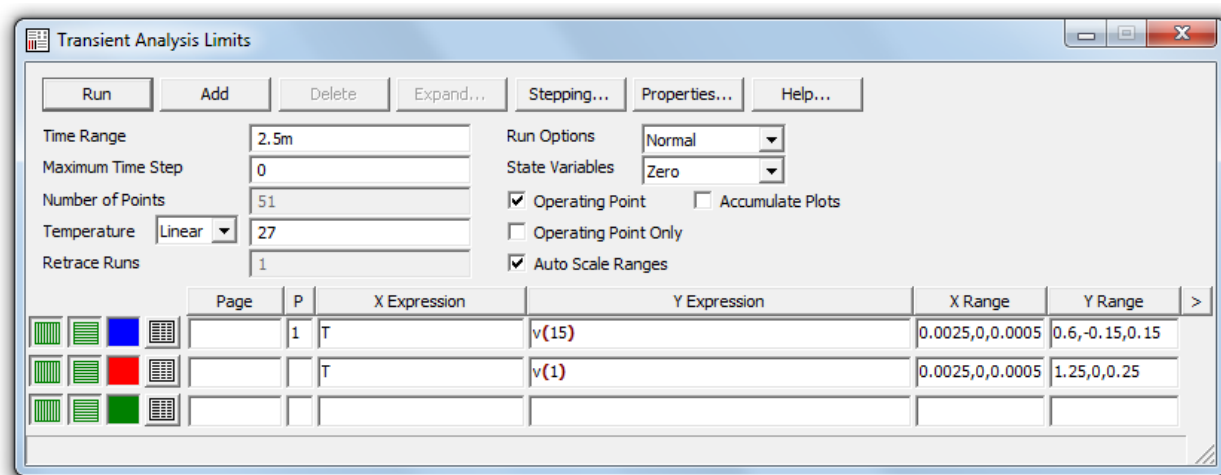 Transient Analysis Limits
Run Add Delete Expand... Stepping... Properties... Help...
Time Range 2.5m Run Options Normal
Maximum Time Step 0 State Variables Zero
Number of Points 51 Operating Point Accumulate Plots
Temperature Linear 27 Operating Point Only
Retrace Runs 1 Auto Scale Ranges
Page P X Expression Y Expression X Range Y Range >
1 T v(15) 0.0025,0,0.0005 0.6,-0.15,0.15
T v(1) 0.0025,0,0.0005 1.25,0,0.25